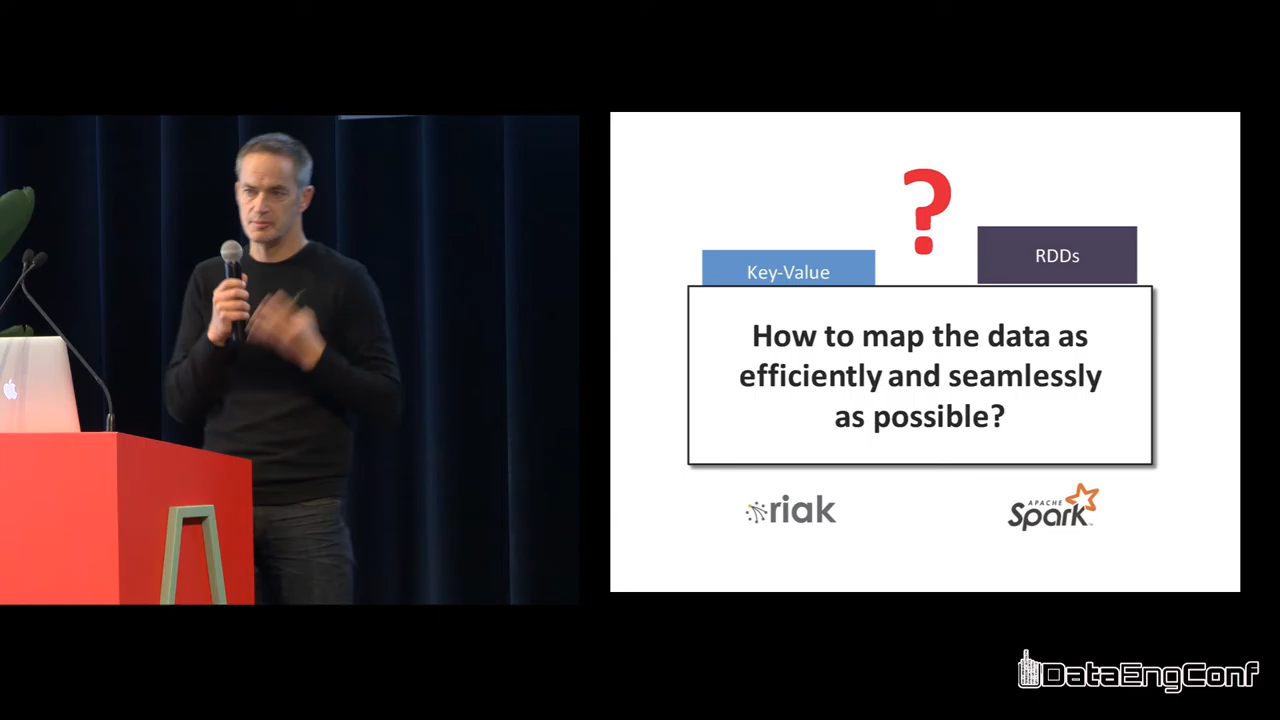 ?
Key-Value
RDDs
How to map the data as
efficiently and seamlessly
as possible?
riak
APACHE
Spark
DataEngConf